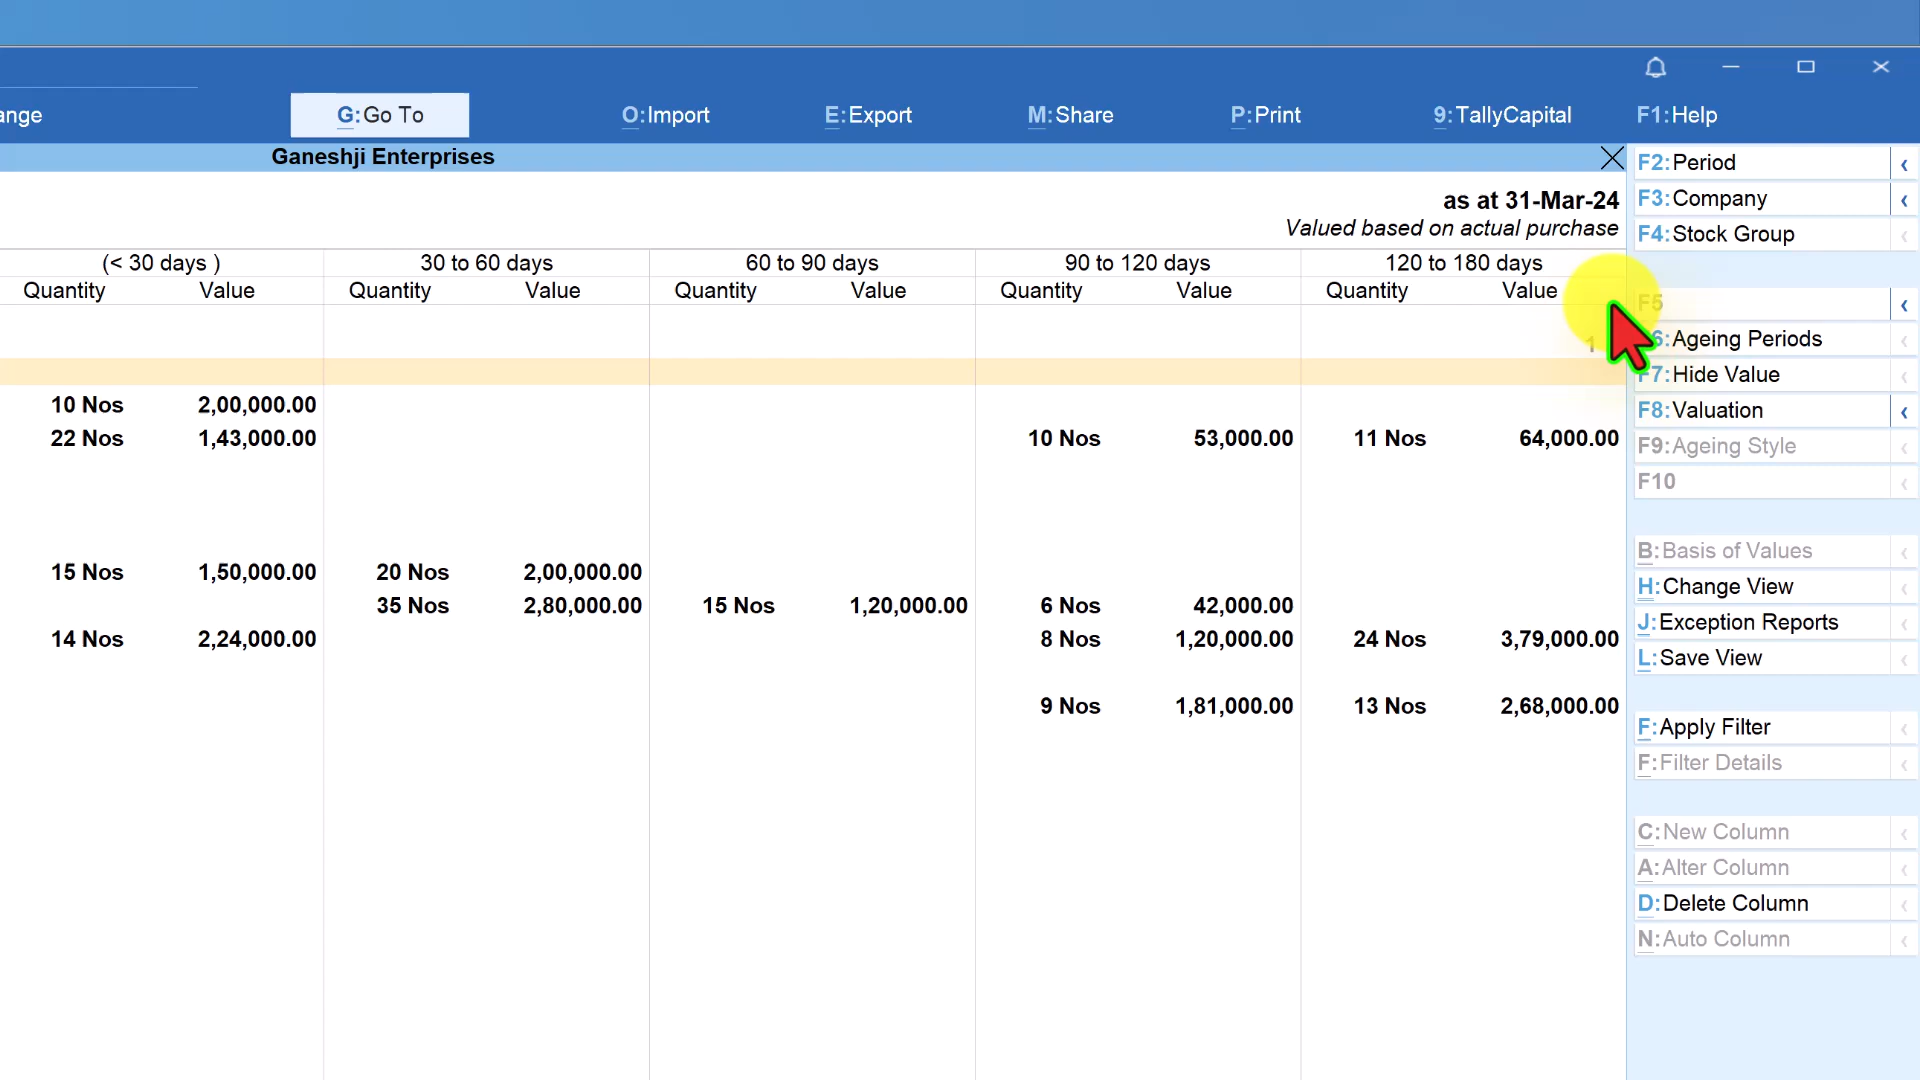 ange G:Go To O:Import E:Export M:Share P:Print 9:TallyCapital F1:Help
Ganeshji Enterprises
as at 31-Mar-24
Valued based on actual purchase
(< 30 days ) 30 to 60 days 60 to 90 days 90 to 120 days 120 to 180 days
Quantity Value Quantity Value Quantity Value Quantity Value Quantity Value
1
10 Nos 2,00,000.00
22 Nos 1,43,000.00 10 Nos 53,000.00 11 Nos 64,000.00
15 Nos 1,50,000.00 20 Nos 2,00,000.00
35 Nos 2,80,000.00 15 Nos 1,20,000.00 6 Nos 42,000.00
14 Nos 2,24,000.00 8 Nos 1,20,000.00 24 Nos 3,79,000.00
9 Nos 1,81,000.00 13 Nos 2,68,000.00
F2:Period
F3:Company
F4:Stock Group
F5
6:Ageing Periods
F7:Hide Value
F8:Valuation
F9:Ageing Style
F10
B:Basis of Values
H:Change View
J:Exception Reports
L:Save View
F:Apply Filter
F:Filter Details
C:New Column
A:Alter Column
D:Delete Column
N:Auto Column